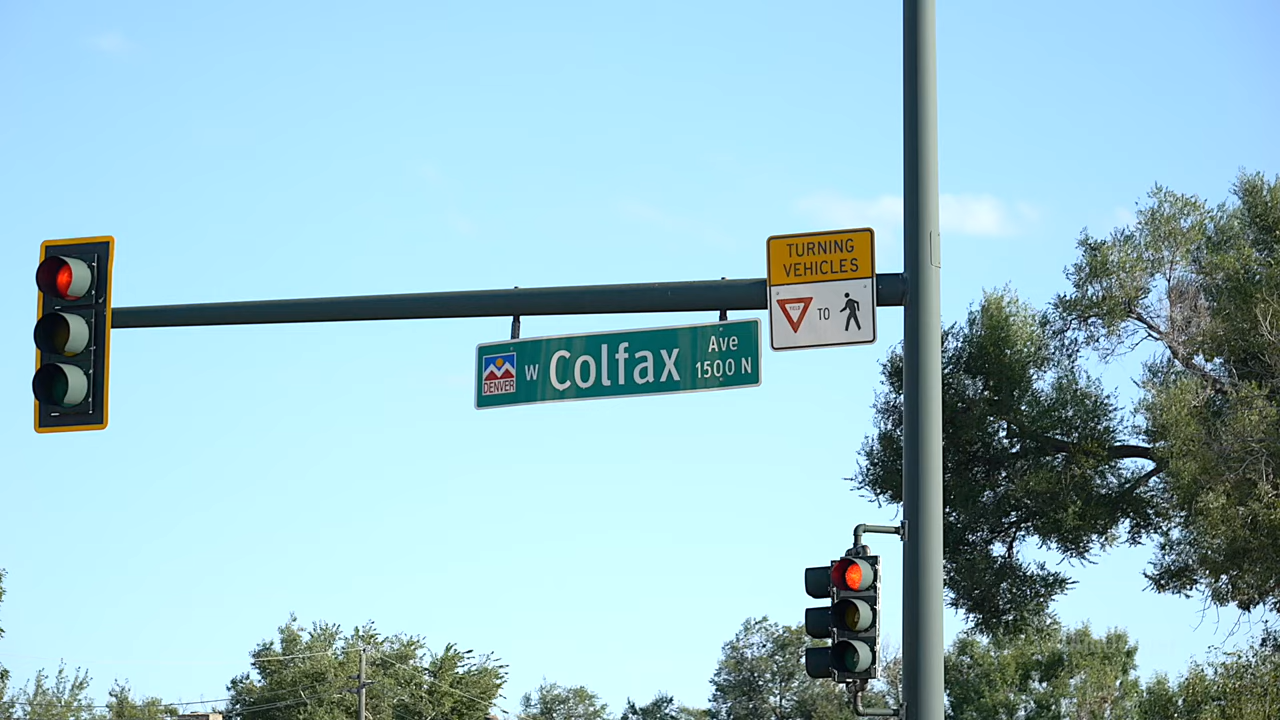 TURNING
VEHICLES
YIELD
TO
DENVER
W Colfax Ave
1500 N